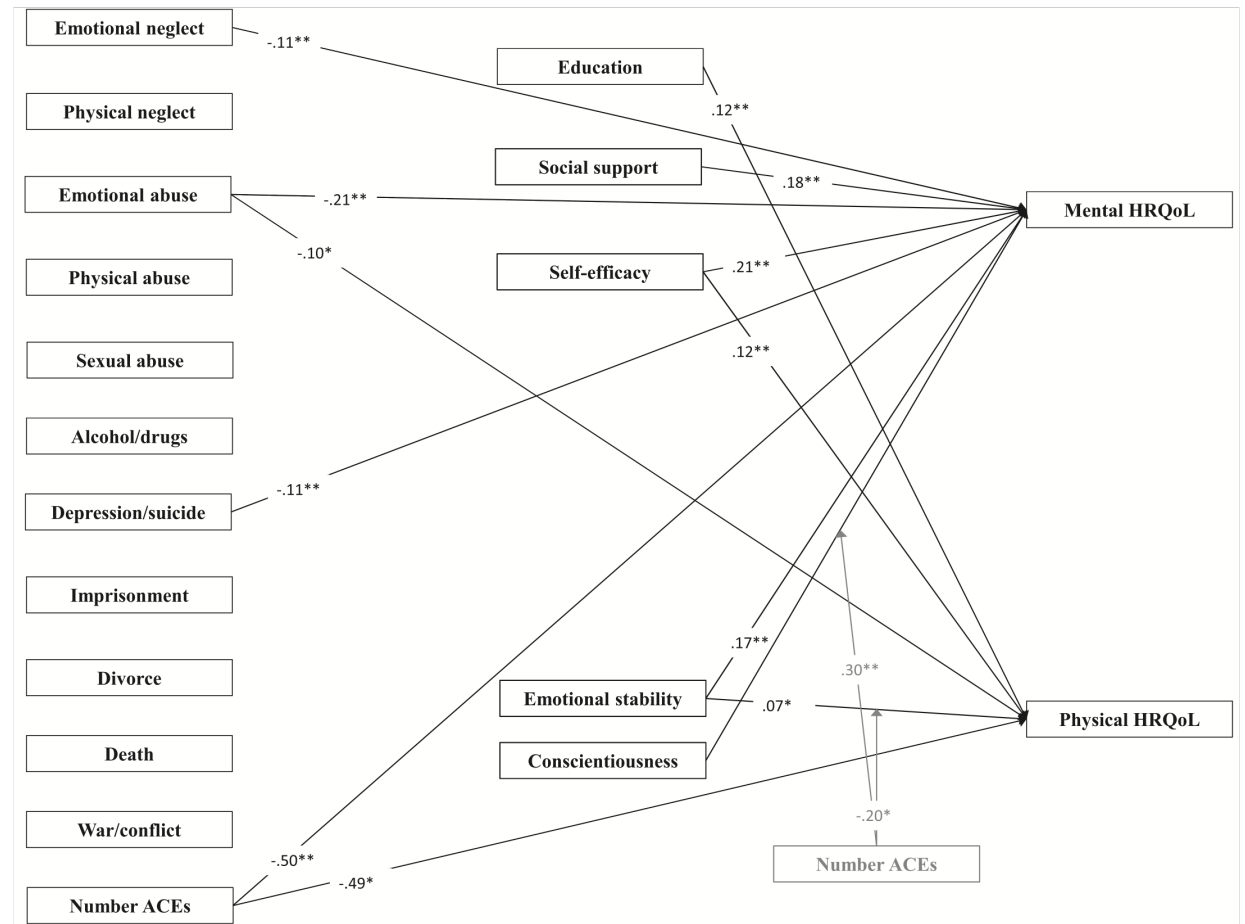 Emotional neglect
Physical neglect
Emotional abuse
Physical abuse
Sexual abuse
Alcohol/drugs
Depression/suicide
Imprisonment
Divorce
Death
War/conflict
Number ACEs
Education
Social support
Self-efficacy
Emotional stability
Conscientiousness
Number ACEs
Mental HRQoL
Physical HRQoL
-.11**
.12**
.18**
-.21**
-.10*
.21**
.12**
-.11**
.17**
.30**
.07*
-.20*
-.50**
-.49*